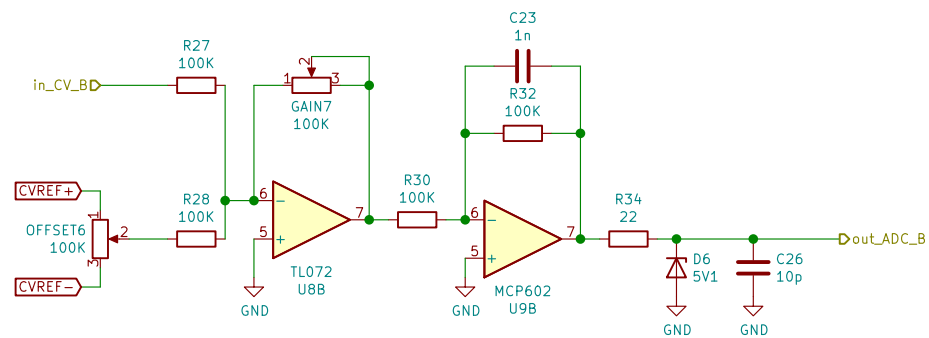 C23
1n
R27
100K
in_CV_B
1
2
3
GAIN7
100K
R32
100K
CVREF+
OFFSET6
100K
1
2
3
CVREF-
R28
100K
6
5
7
TL072
U8B
GND
R30
100K
6
5
7
MCP602
U9B
GND
R34
22
D6
5V1
GND
C26
10p
GND
out_ADC_B